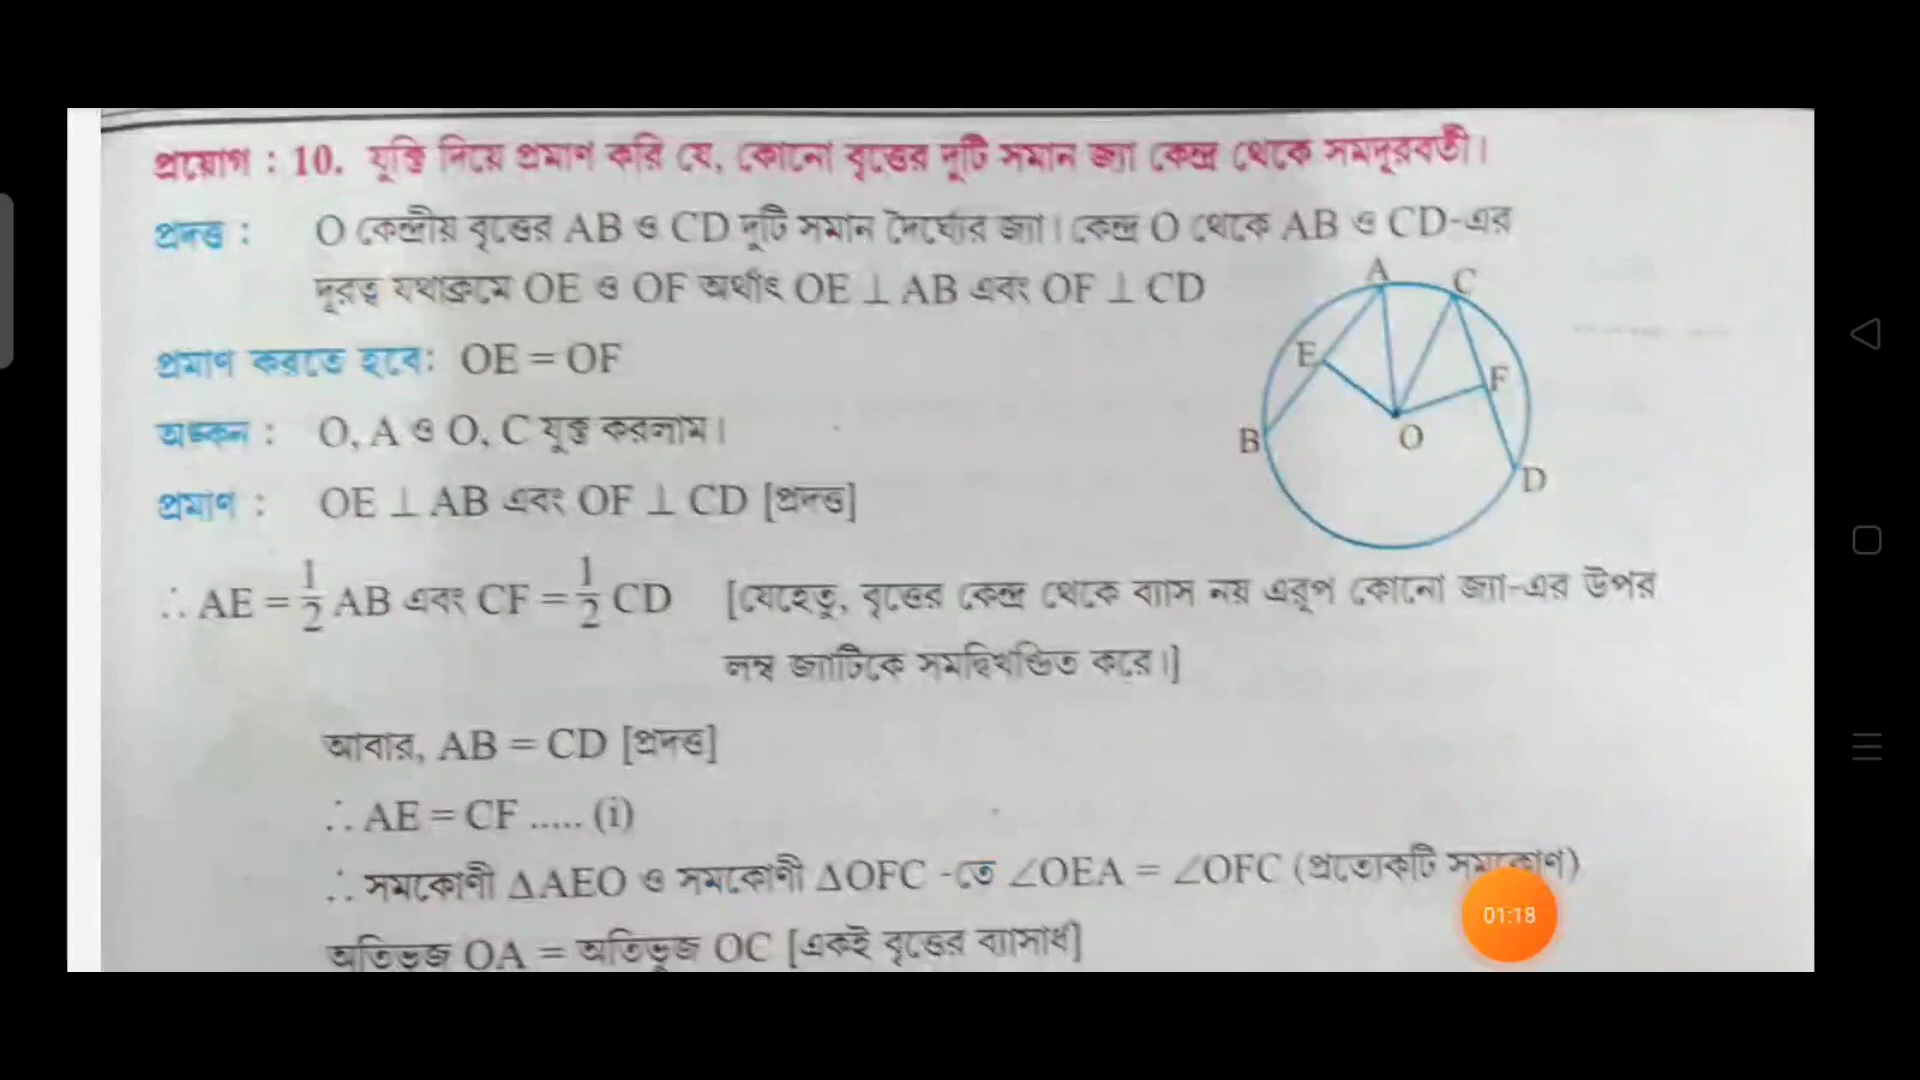 প্রয়োগ : 10. যুক্তি দিয়ে প্রমাণ করি যে, কোনো বৃত্তের দুটি সমান জ্যা কেন্দ্র থেকে সমদূরবর্তী।
প্রদত্ত : O কেন্দ্রীয় বৃত্তের AB ও CD দুটি সমান দৈর্ঘ্যের জ্যা। কেন্দ্র O থেকে AB ও CD-এর
দূরত্ব যথাক্রমে OE ও OF অর্থাৎ OE ⊥ AB এবং OF ⊥ CD
প্রমাণ করতে হবে: OE = OF
অঙ্কন : O, A ও O, C যুক্ত করলাম।
প্রমাণ : OE ⊥ AB এবং OF ⊥ CD [প্রদত্ত]
∴ AE = 1/2 AB এবং CF = 1/2 CD [যেহেতু, বৃত্তের কেন্দ্র থেকে ব্যাস নয় এরূপ কোনো জ্যা-এর উপর
লম্ব জ্যাটিকে সমদ্বিখণ্ডিত করে।]
আবার, AB = CD [প্রদত্ত]
∴ AE = CF ..... (i)
∴ সমকোণী ΔAEO ও সমকোণী ΔOFC -তে ∠OEA = ∠OFC (প্রত্যেকটি সমকোণ)
অতিভুজ OA = অতিভুজ OC [একই বৃত্তের ব্যাসার্ধ]
A
C
E
F
B
O
D
01:18